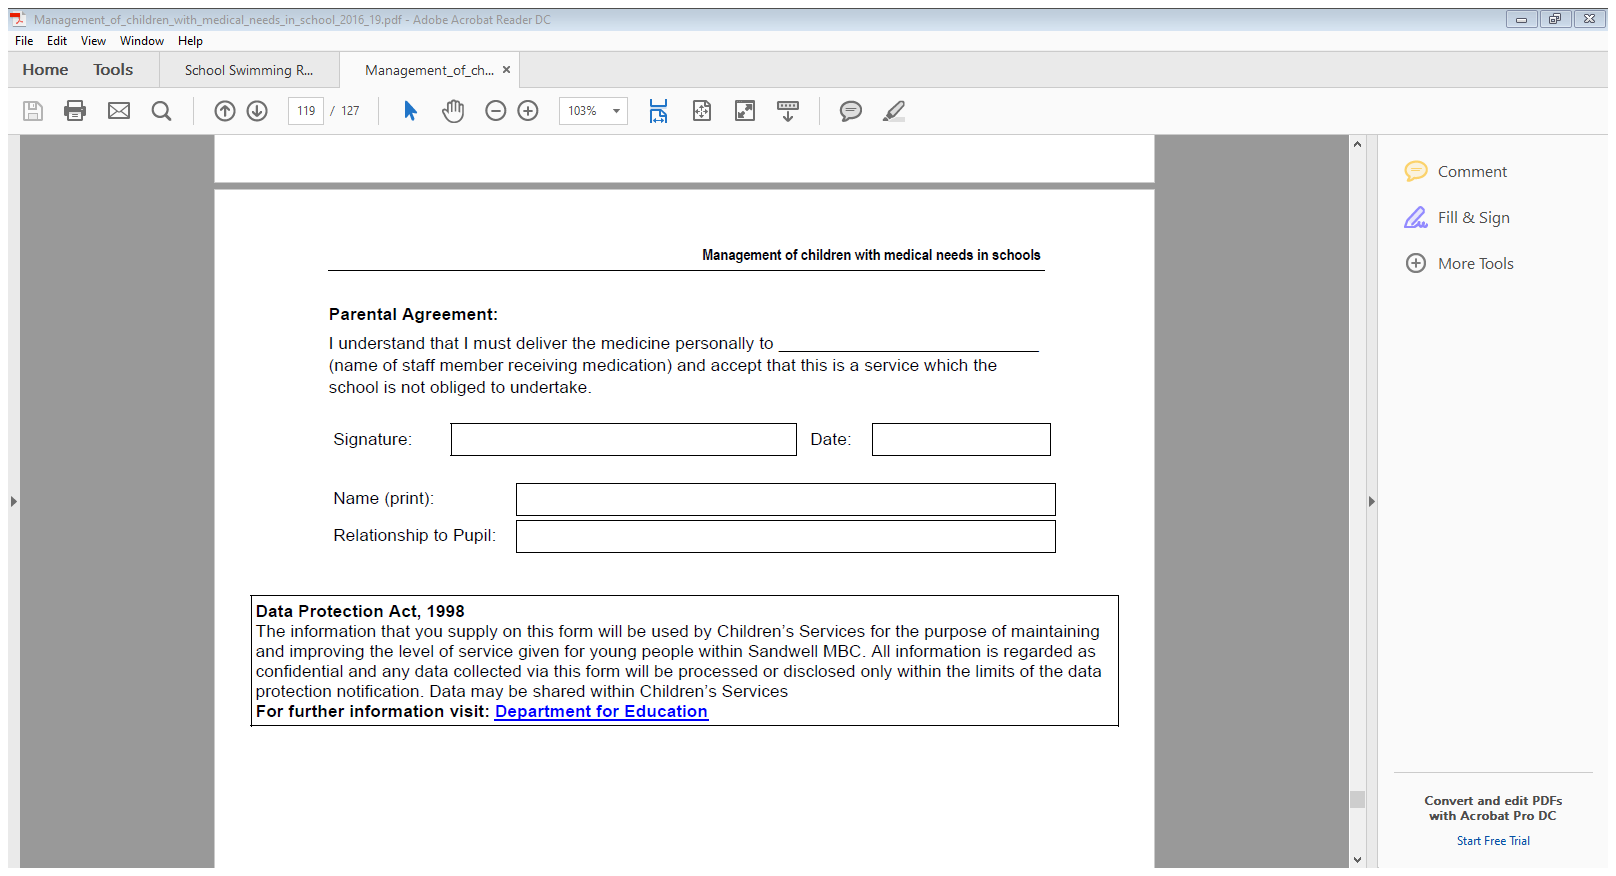 Management_of_children_with_medical_needs_in_school_2016_19.pdf - Adobe Acrobat Reader DC
File Edit View Window Help
Home Tools School Swimming R... Management_of_ch... ×
119 / 127 103%
Management of children with medical needs in schools
Parental Agreement:
I understand that I must deliver the medicine personally to ____________________________
(name of staff member receiving medication) and accept that this is a service which the
school is not obliged to undertake.
Signature: Date:
Name (print):
Relationship to Pupil:
Data Protection Act, 1998
The information that you supply on this form will be used by Children’s Services for the purpose of maintaining
and improving the level of service given for young people within Sandwell MBC. All information is regarded as
confidential and any data collected via this form will be processed or disclosed only within the limits of the data
protection notification. Data may be shared within Children’s Services
For further information visit: Department for Education
Comment
Fill & Sign
More Tools
Convert and edit PDFs
with Acrobat Pro DC
Start Free Trial